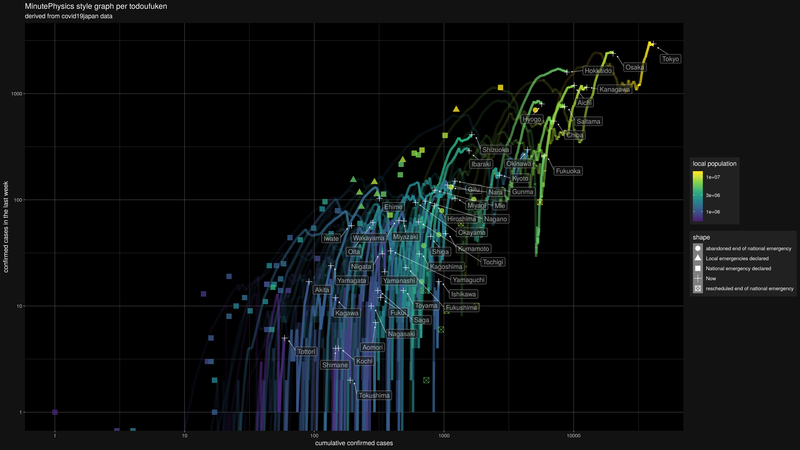 MinutePhysics style graph per todoufuken
derived from covid19japan data
confirmed cases in the last week
1000
100
10
1
Tokyo
Osaka
Hokkaido
Kanagawa
Aichi
Hyogo
Saitama
Chiba
Shizuoka
Ibaraki
Okinawa
Fukuoka
Kyoto
Gifu
Nara
Gunma
Ehime
Miyagi
Mie
Hiroshima
Nagano
Iwate
Wakayama
Miyazaki
Okayama
Oita
Shiga
Kumamoto
Tochigi
Niigata
Kagoshima
Yamagata
Yamanashi
Yamaguchi
Akita
Ishikawa
Kagawa
Fukui
Toyama
Fukushima
Saga
Nagasaki
Tottori
Aomori
Shimane
Kochi
Tokushima
1
10
100
1000
10000
cumulative confirmed cases
local population
1e+07
3e+06
1e+06
shape
abandoned end of national emergency
Local emergencies declared
National emergency declared
Now
rescheduled end of national emergency